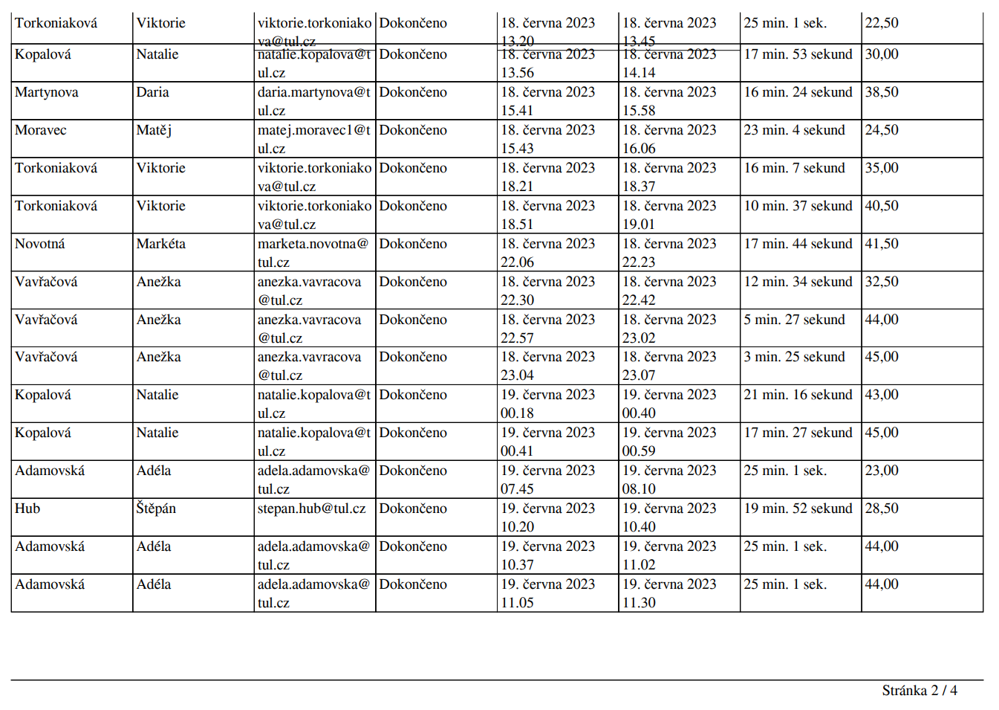 Torkoniaková Viktorie viktorie.torkoniako Dokončeno 18. června 2023 18. června 2023 25 min. 1 sek. 22,50
va@tul.cz 13.20 13.45
Kopalová Natalie natalie.kopalova@t Dokončeno 18. června 2023 18. června 2023 17 min. 53 sekund 30,00
ul.cz 13.56 14.14
Martynova Daria daria.martynova@t Dokončeno 18. června 2023 18. června 2023 16 min. 24 sekund 38,50
ul.cz 15.41 15.58
Moravec Matěj matej.moravec1@t Dokončeno 18. června 2023 18. června 2023 23 min. 4 sekund 24,50
ul.cz 15.43 16.06
Torkoniaková Viktorie viktorie.torkoniako Dokončeno 18. června 2023 18. června 2023 16 min. 7 sekund 35,00
va@tul.cz 18.21 18.37
Torkoniaková Viktorie viktorie.torkoniako Dokončeno 18. června 2023 18. června 2023 10 min. 37 sekund 40,50
va@tul.cz 18.51 19.01
Novotná Markéta marketa.novotna@ Dokončeno 18. června 2023 18. června 2023 17 min. 44 sekund 41,50
tul.cz 22.06 22.23
Vavřačová Anežka anezka.vavracova Dokončeno 18. června 2023 18. června 2023 12 min. 34 sekund 32,50
@tul.cz 22.30 22.42
Vavřačová Anežka anezka.vavracova Dokončeno 18. června 2023 18. června 2023 5 min. 27 sekund 44,00
@tul.cz 22.57 23.02
Vavřačová Anežka anezka.vavracova Dokončeno 18. června 2023 18. června 2023 3 min. 25 sekund 45,00
@tul.cz 23.04 23.07
Kopalová Natalie natalie.kopalova@t Dokončeno 19. června 2023 19. června 2023 21 min. 16 sekund 43,00
ul.cz 00.18 00.40
Kopalová Natalie natalie.kopalova@t Dokončeno 19. června 2023 19. června 2023 17 min. 27 sekund 45,00
ul.cz 00.41 00.59
Adamovská Adéla adela.adamovska@ Dokončeno 19. června 2023 19. června 2023 25 min. 1 sek. 23,00
tul.cz 07.45 08.10
Hub Štěpán stepan.hub@tul.cz Dokončeno 19. června 2023 19. června 2023 19 min. 52 sekund 28,50
10.20 10.40
Adamovská Adéla adela.adamovska@ Dokončeno 19. června 2023 19. června 2023 25 min. 1 sek. 44,00
tul.cz 10.37 11.02
Adamovská Adéla adela.adamovska@ Dokončeno 19. června 2023 19. června 2023 25 min. 1 sek. 44,00
tul.cz 11.05 11.30
Stránka 2 / 4